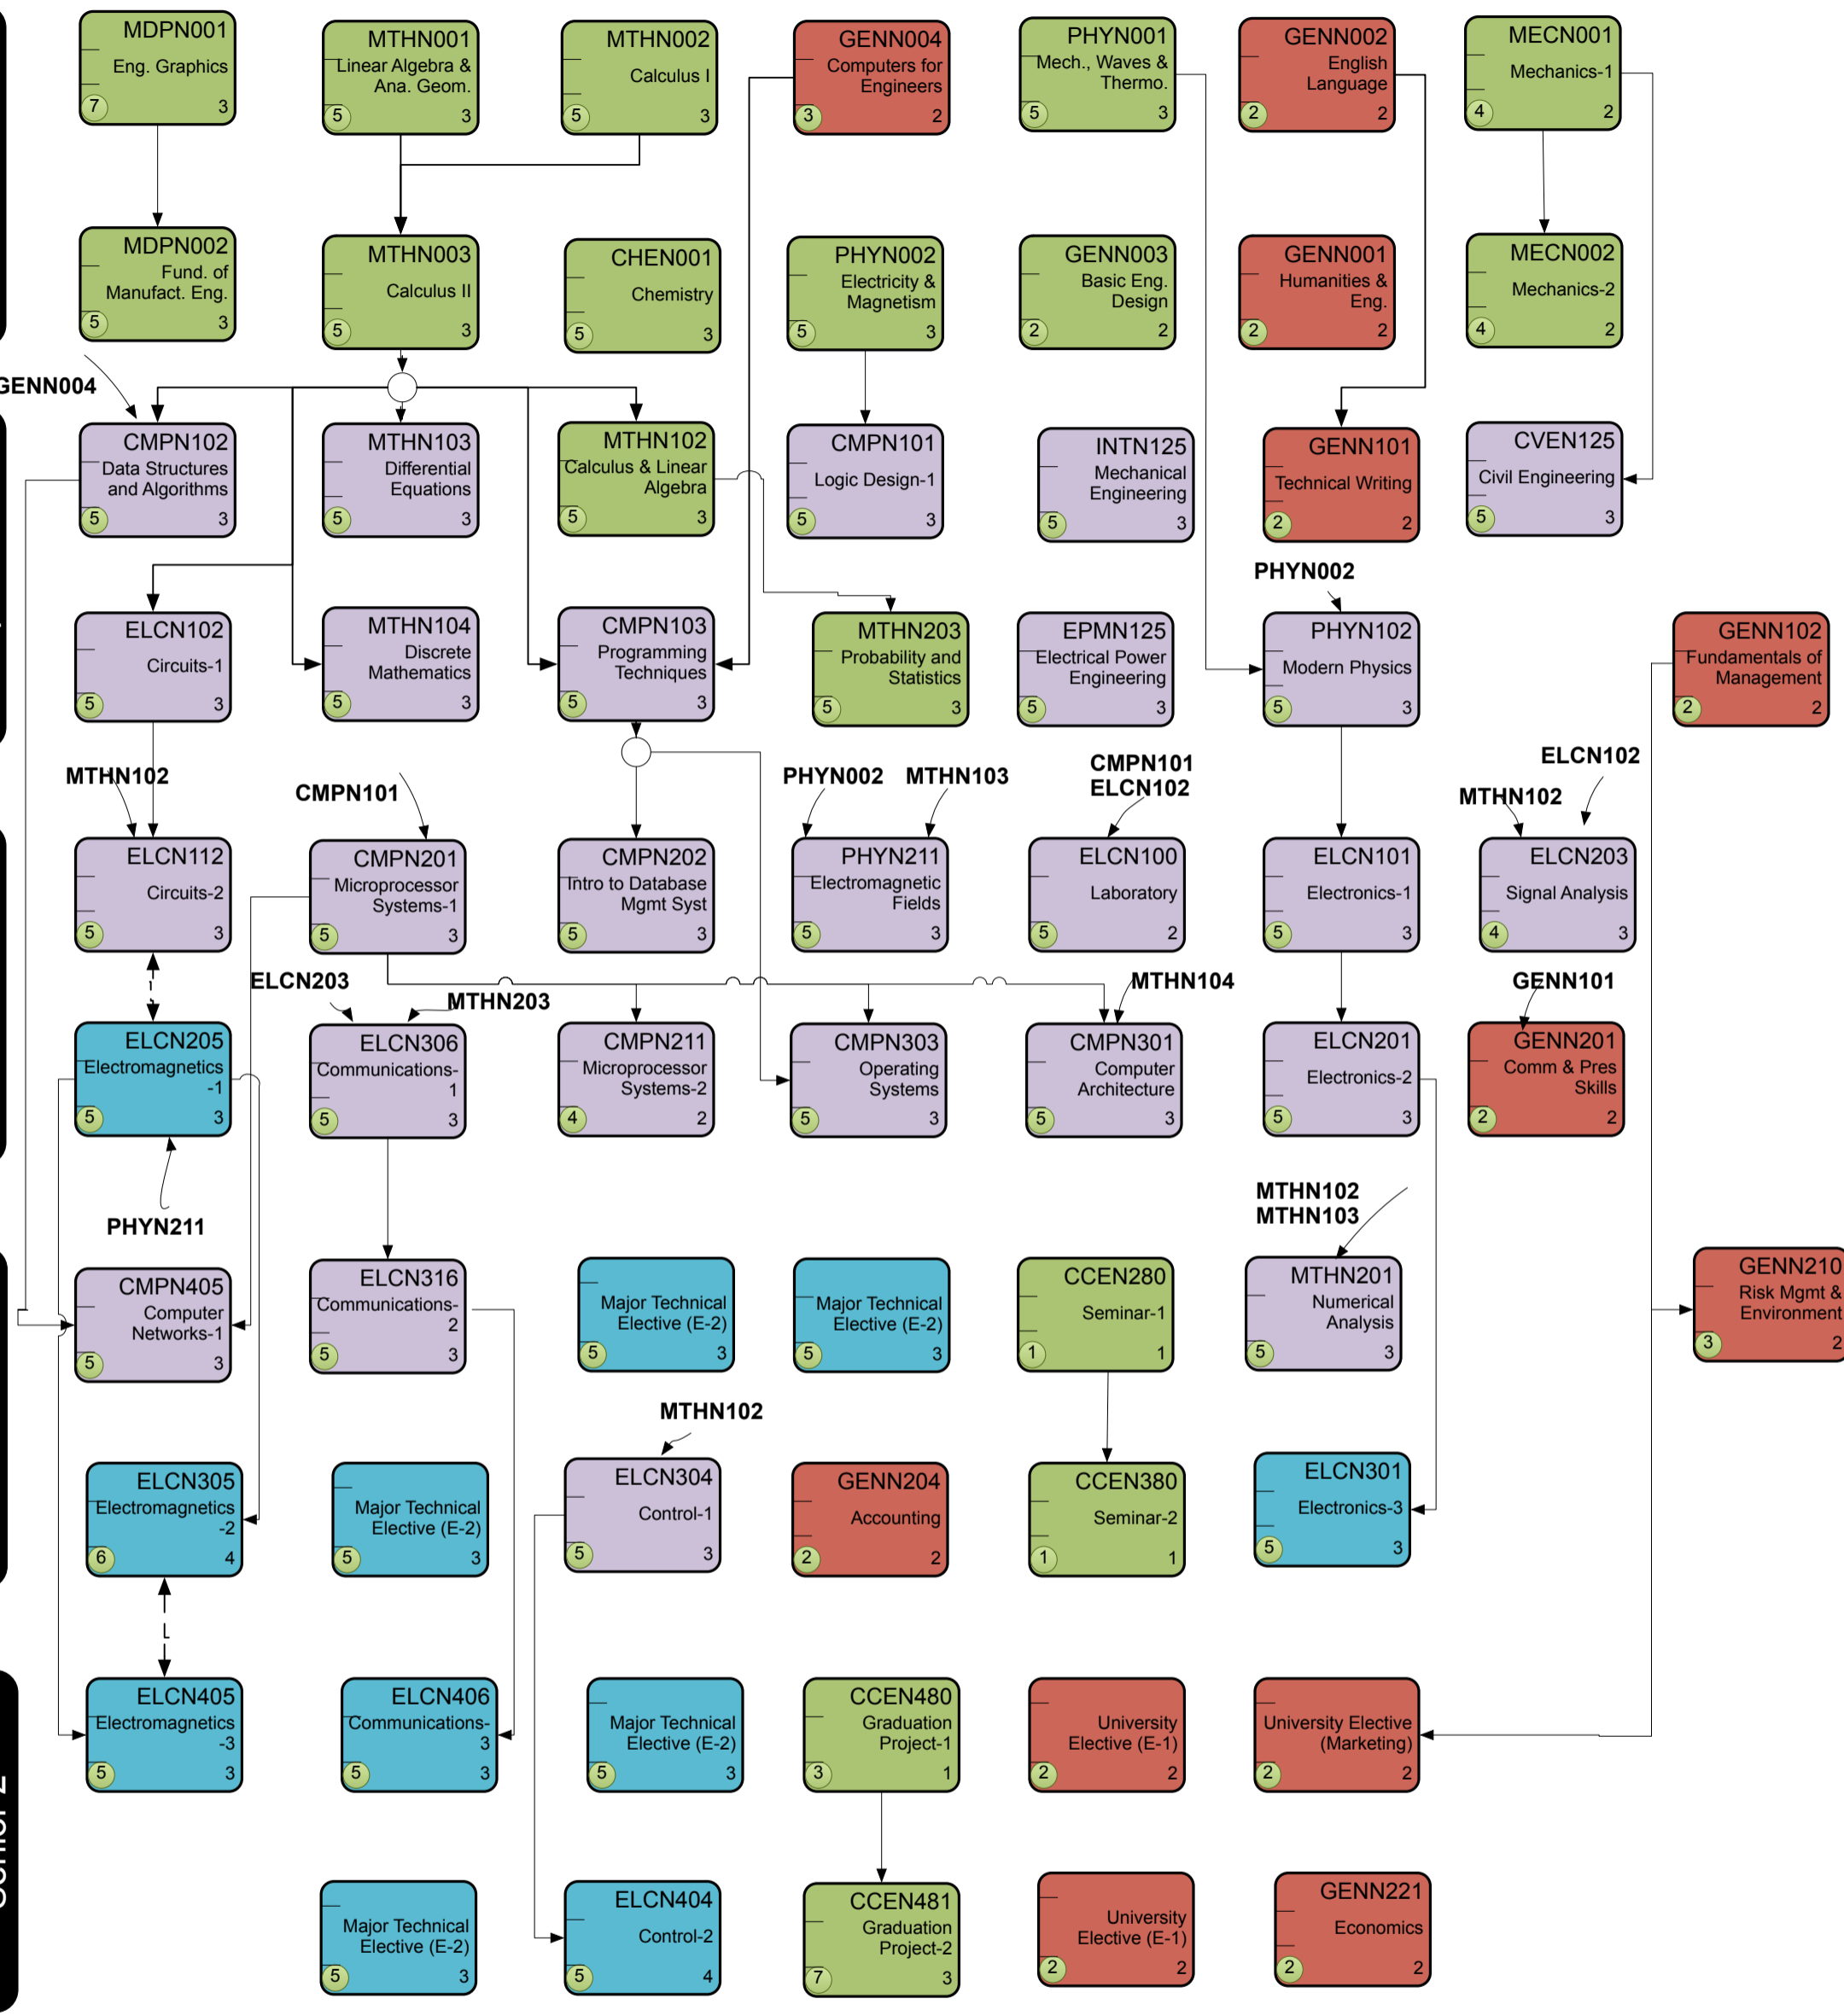 MDPN001
Eng. Graphics
7 3
MTHN001
Linear Algebra &
Ana. Geom.
5 3
MTHN002
Calculus I
5 3
GENN004
Computers for
Engineers
3 2
PHYN001
Mech., Waves &
Thermo.
5 3
GENN002
English
Language
2 2
MECN001
Mechanics-1
4 2
MDPN002
Fund. of
Manufact. Eng.
5 3
MTHN003
Calculus II
5 3
CHEN001
Chemistry
5 3
PHYN002
Electricity &
Magnetism
5 3
GENN003
Basic Eng.
Design
2 2
GENN001
Humanities &
Eng.
2 2
MECN002
Mechanics-2
4 2
GENN004
CMPN102
Data Structures
and Algorithms
5 3
MTHN103
Differential
Equations
5 3
MTHN102
Calculus & Linear
Algebra
5 3
CMPN101
Logic Design-1
5 3
INTN125
Mechanical
Engineering
5 3
GENN101
Technical Writing
2 2
CVEN125
Civil Engineering
5 3
PHYN002
ELCN102
Circuits-1
5 3
MTHN104
Discrete
Mathematics
5 3
CMPN103
Programming
Techniques
5 3
MTHN203
Probability and
Statistics
5 3
EPMN125
Electrical Power
Engineering
5 3
PHYN102
Modern Physics
5 3
GENN102
Fundamentals of
Management
2 2
MTHN102
CMPN101
PHYN002
MTHN103
CMPN101
ELCN102
ELCN102
MTHN102
ELCN112
Circuits-2
5 3
CMPN201
Microprocessor
Systems-1
5 3
CMPN202
Intro to Database
Mgmt Syst
5 3
PHYN211
Electromagnetic
Fields
5 3
ELCN100
Laboratory
5 2
ELCN101
Electronics-1
5 3
ELCN203
Signal Analysis
4 3
ELCN203
MTHN203
MTHN104
GENN101
ELCN205
Electromagnetics
-1
5 3
ELCN306
Communications-
1
5 3
CMPN211
Microprocessor
Systems-2
4 2
CMPN303
Operating
Systems
5 3
CMPN301
Computer
Architecture
5 3
ELCN201
Electronics-2
5 3
GENN201
Comm & Pres
Skills
2 2
PHYN211
MTHN102
MTHN103
CMPN405
Computer
Networks-1
5 3
ELCN316
Communications-
2
5 3
Major Technical
Elective (E-2)
5 3
Major Technical
Elective (E-2)
5 3
CCEN280
Seminar-1
1 1
MTHN201
Numerical
Analysis
5 3
GENN210
Risk Mgmt &
Environment
3 2
MTHN102
ELCN305
Electromagnetics
-2
6 4
Major Technical
Elective (E-2)
5 3
ELCN304
Control-1
5 3
GENN204
Accounting
2 2
CCEN380
Seminar-2
1 1
ELCN301
Electronics-3
5 3
ELCN405
Electromagnetics
-3
5 3
ELCN406
Communications-
3
5 3
Major Technical
Elective (E-2)
5 3
CCEN480
Graduation
Project-1
3 1
University
Elective (E-1)
2 2
University Elective
(Marketing)
2 2
Major Technical
Elective (E-2)
5 3
ELCN404
Control-2
5 4
CCEN481
Graduation
Project-2
7 3
University
Elective (E-1)
2 2
GENN221
Economics
2 2